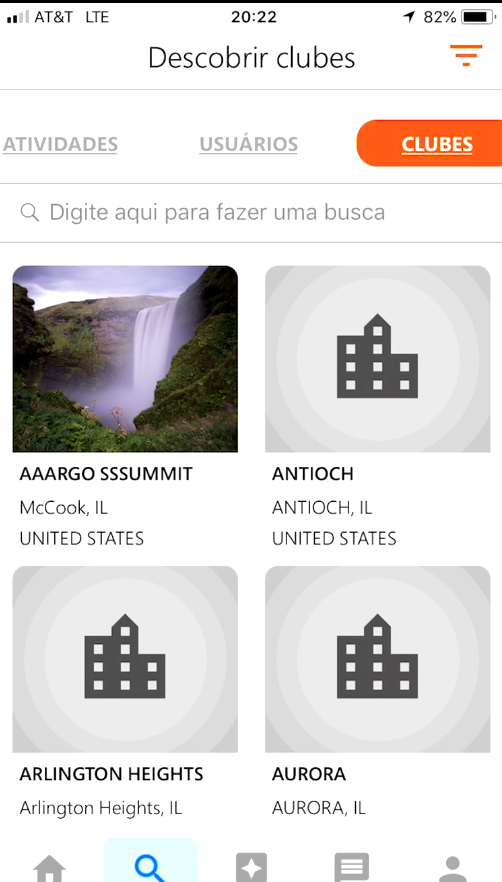 AT&T LTE 20:22 82%
Descobrir clubes
ATIVIDADES USUÁRIOS CLUBES
Digite aqui para fazer uma busca
AAARGO SSSUMMIT
McCook, IL
UNITED STATES
ANTIOCH
ANTIOCH, IL
UNITED STATES
ARLINGTON HEIGHTS
Arlington Heights, IL
AURORA
AURORA, IL